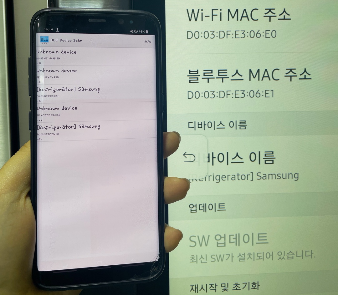 Unknown device
Unknown device
[Refrigerator] Samsung
Unknown device
[Refrigerator] Samsung
Wi-Fi MAC 주소
D0:03:DF:E3:06:E0
블루투스 MAC 주소
D0:03:DF:E3:06:E1
디바이스 이름
바이스 이름
Refrigerator] Samsung
업데이트
SW 업데이트
최신 SW가 설치되어 있습니다.
재시작 및 초기화